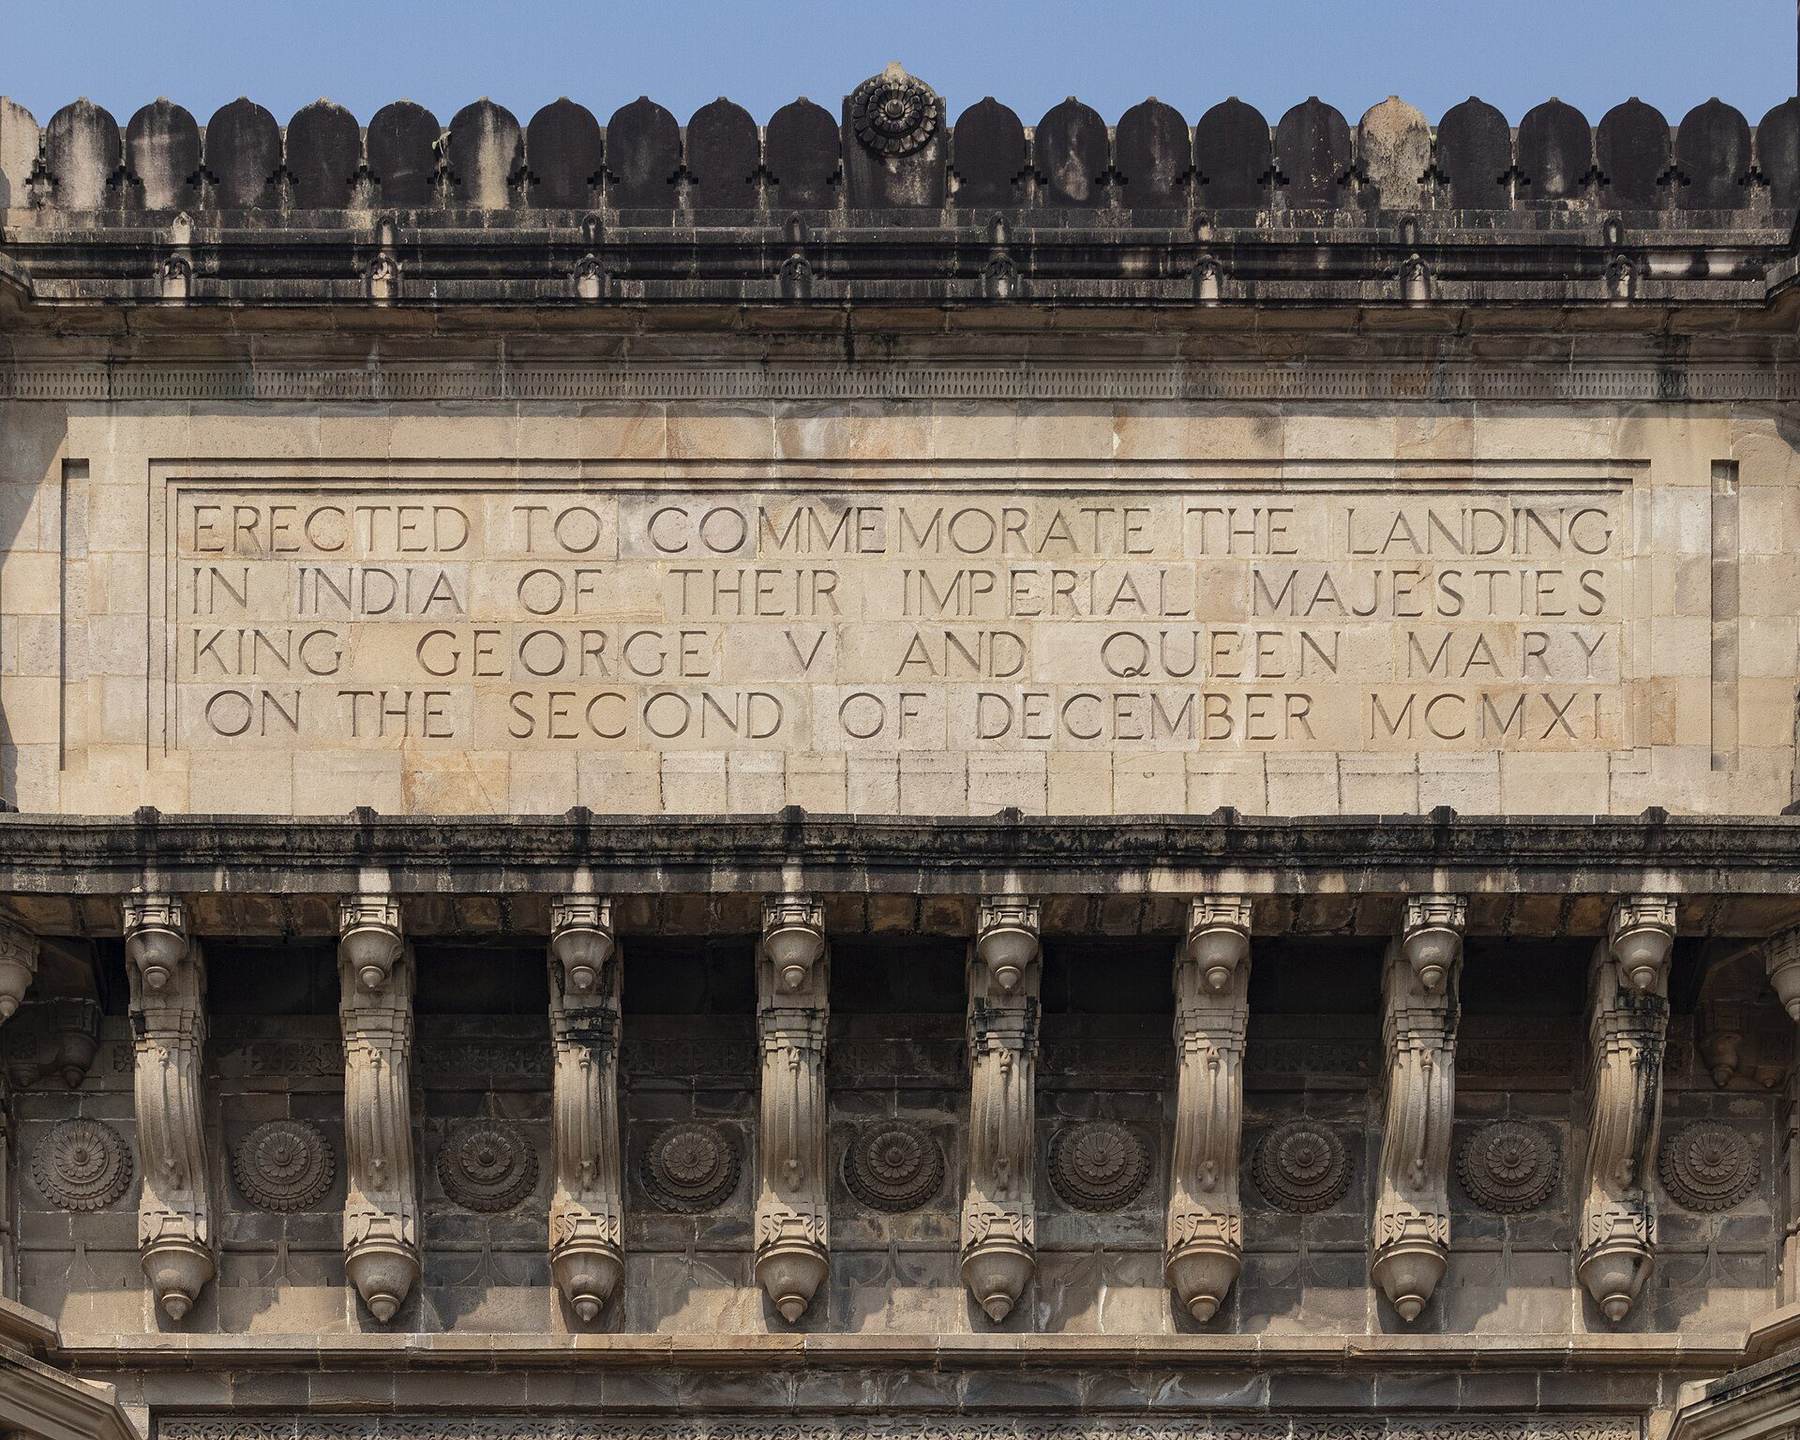 ERECTED TO COMMEMORATE THE LANDING
IN INDIA OF THEIR IMPERIAL MAJESTIES
KING GEORGE V AND QUEEN MARY
ON THE SECOND OF DECEMBER MCMXI